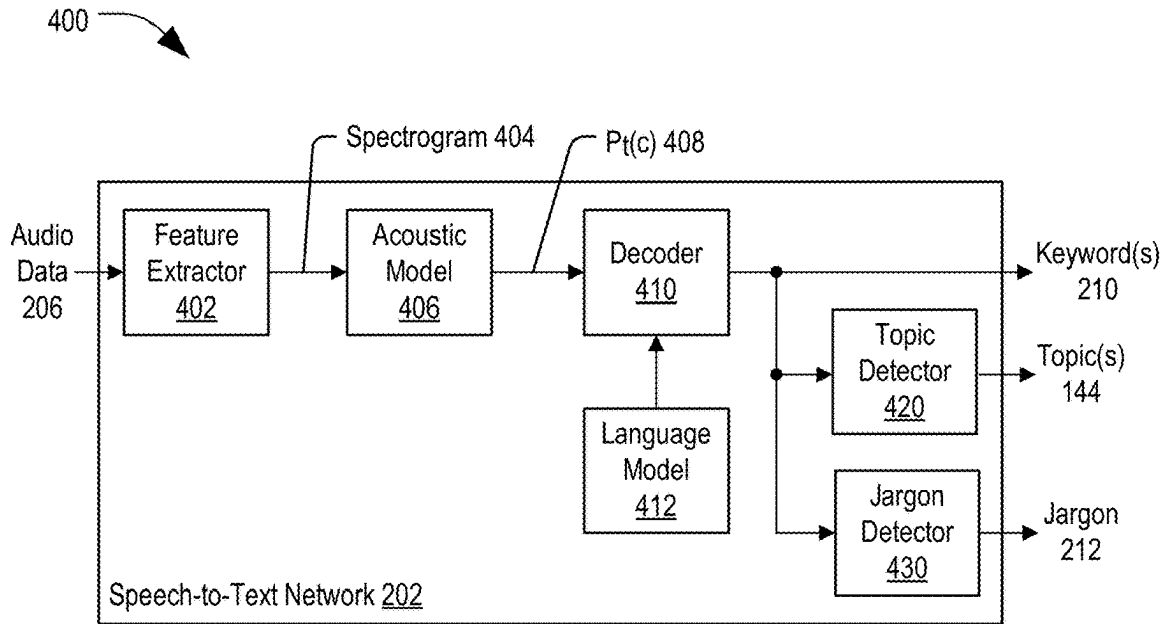 400
Spectrogram 404
Pt(c) 408
Audio
Data
206
Feature
Extractor
402
Acoustic
Model
406
Decoder
410
Keyword(s)
210
Topic
Detector
420
Topic(s)
144
Language
Model
412
Jargon
Detector
430
Jargon
212
Speech-to-Text Network 202